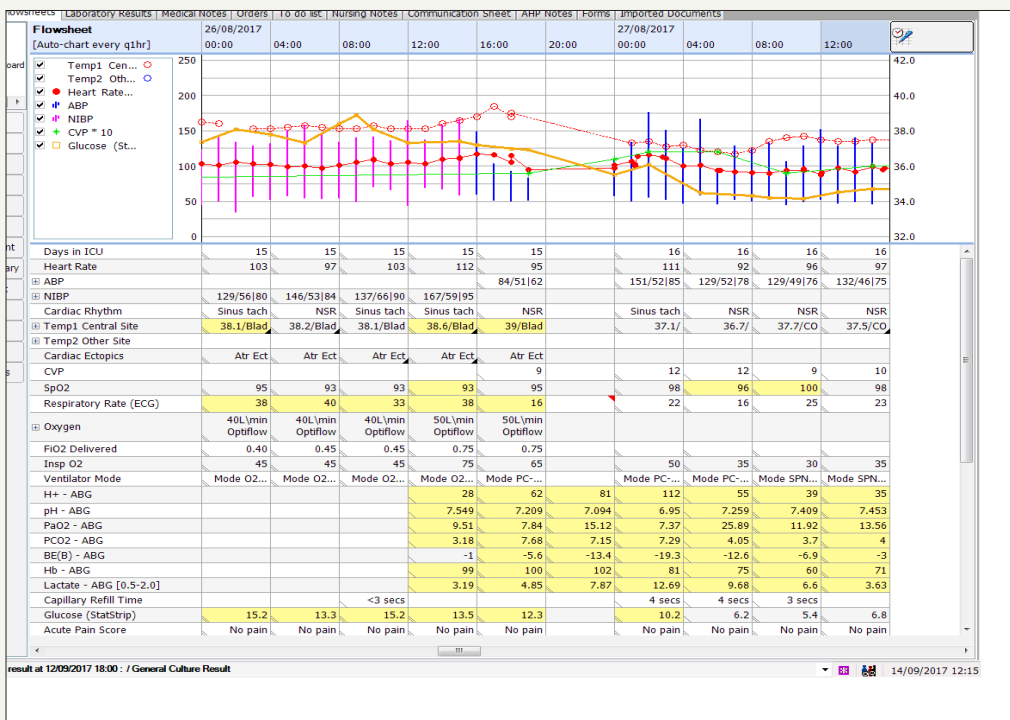 owsheets Laboratory Results Medical Notes Orders To do list Nursing Notes Communication Sheet AHP Notes Forms Imported Documents
Flowsheet 26/08/2017 27/08/2017
[Auto-chart every q1hr] 00:00 04:00 08:00 12:00 16:00 20:00 00:00 04:00 08:00 12:00
oard
nt
ary
s
250 42.0
Temp1 Cen...
Temp2 Oth...
Heart Rate...
ABP
NIBP
CVP * 10
Glucose (St...
200 40.0
150 38.0
100 36.0
50 34.0
0 32.0
Days in ICU 15 15 15 15 15 16 16 16 16
Heart Rate 103 97 103 112 95 111 92 96 97
ABP 84/51|62 151/52|85 129/52|78 129/49|76 132/46|75
NIBP 129/56|80 146/53|84 137/66|90 167/59|95
Cardiac Rhythm Sinus tach NSR Sinus tach Sinus tach NSR Sinus tach NSR NSR NSR
Temp1 Central Site 38.1/Blad 38.2/Blad 38.1/Blad 38.6/Blad 39/Blad 37.1/ 36.7/ 37.7/CO 37.5/CO
Temp2 Other Site
Cardiac Ectopics Atr Ect Atr Ect Atr Ect Atr Ect Atr Ect
CVP 9 12 12 9 10
SpO2 95 93 93 93 95 98 96 100 98
Respiratory Rate (ECG) 38 40 33 38 16 22 16 25 23
Oxygen 40L\min Optiflow 40L\min Optiflow 40L\min Optiflow 50L\min Optiflow 50L\min Optiflow
FiO2 Delivered 0.40 0.45 0.45 0.75 0.75
Insp O2 45 45 45 75 65 50 35 30 35
Ventilator Mode Mode O2... Mode O2... Mode O2... Mode O2... Mode PC-... Mode PC-... Mode PC-... Mode SPN... Mode SPN...
H+ - ABG 28 62 81 112 55 39 35
pH - ABG 7.549 7.209 7.094 6.95 7.259 7.409 7.453
PaO2 - ABG 9.51 7.84 15.12 7.37 25.89 11.92 13.56
PCO2 - ABG 3.18 7.68 7.15 7.29 4.05 3.7 4
BE(B) - ABG -1 -5.6 -13.4 -19.3 -12.6 -6.9 -3
Hb - ABG 99 100 102 81 75 60 71
Lactate - ABG [0.5-2.0] 3.19 4.85 7.87 12.69 9.68 6.6 3.63
Capillary Refill Time <3 secs 4 secs 4 secs 3 secs
Glucose (StatStrip) 15.2 13.3 15.2 13.5 12.3 10.2 6.2 5.4 6.8
Acute Pain Score No pain No pain No pain No pain No pain No pain No pain No pain No pain
result at 12/09/2017 18:00 : / General Culture Result 14/09/2017 12:15